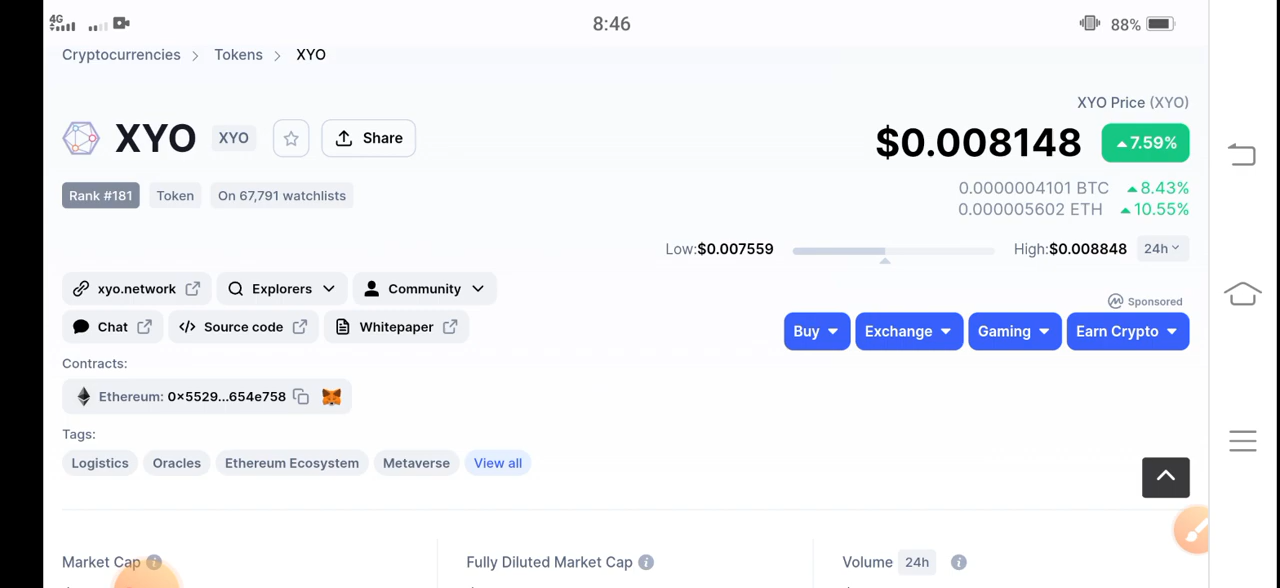 4G 8:46 88%
Cryptocurrencies > Tokens > XYO
XYO Price (XYO)
XYO XYO Share $0.008148 7.59%
Rank #181 Token On 67,791 watchlists 0.0000004101 BTC 8.43%
0.000005602 ETH 10.55%
Low:$0.007559 High:$0.008848 24h
xyo.network Explorers Community
Sponsored
Chat Source code Whitepaper Buy Exchange Gaming Earn Crypto
Contracts:
Ethereum: 0x5529...654e758
Tags:
Logistics Oracles Ethereum Ecosystem Metaverse View all
Market Cap Fully Diluted Market Cap Volume 24h